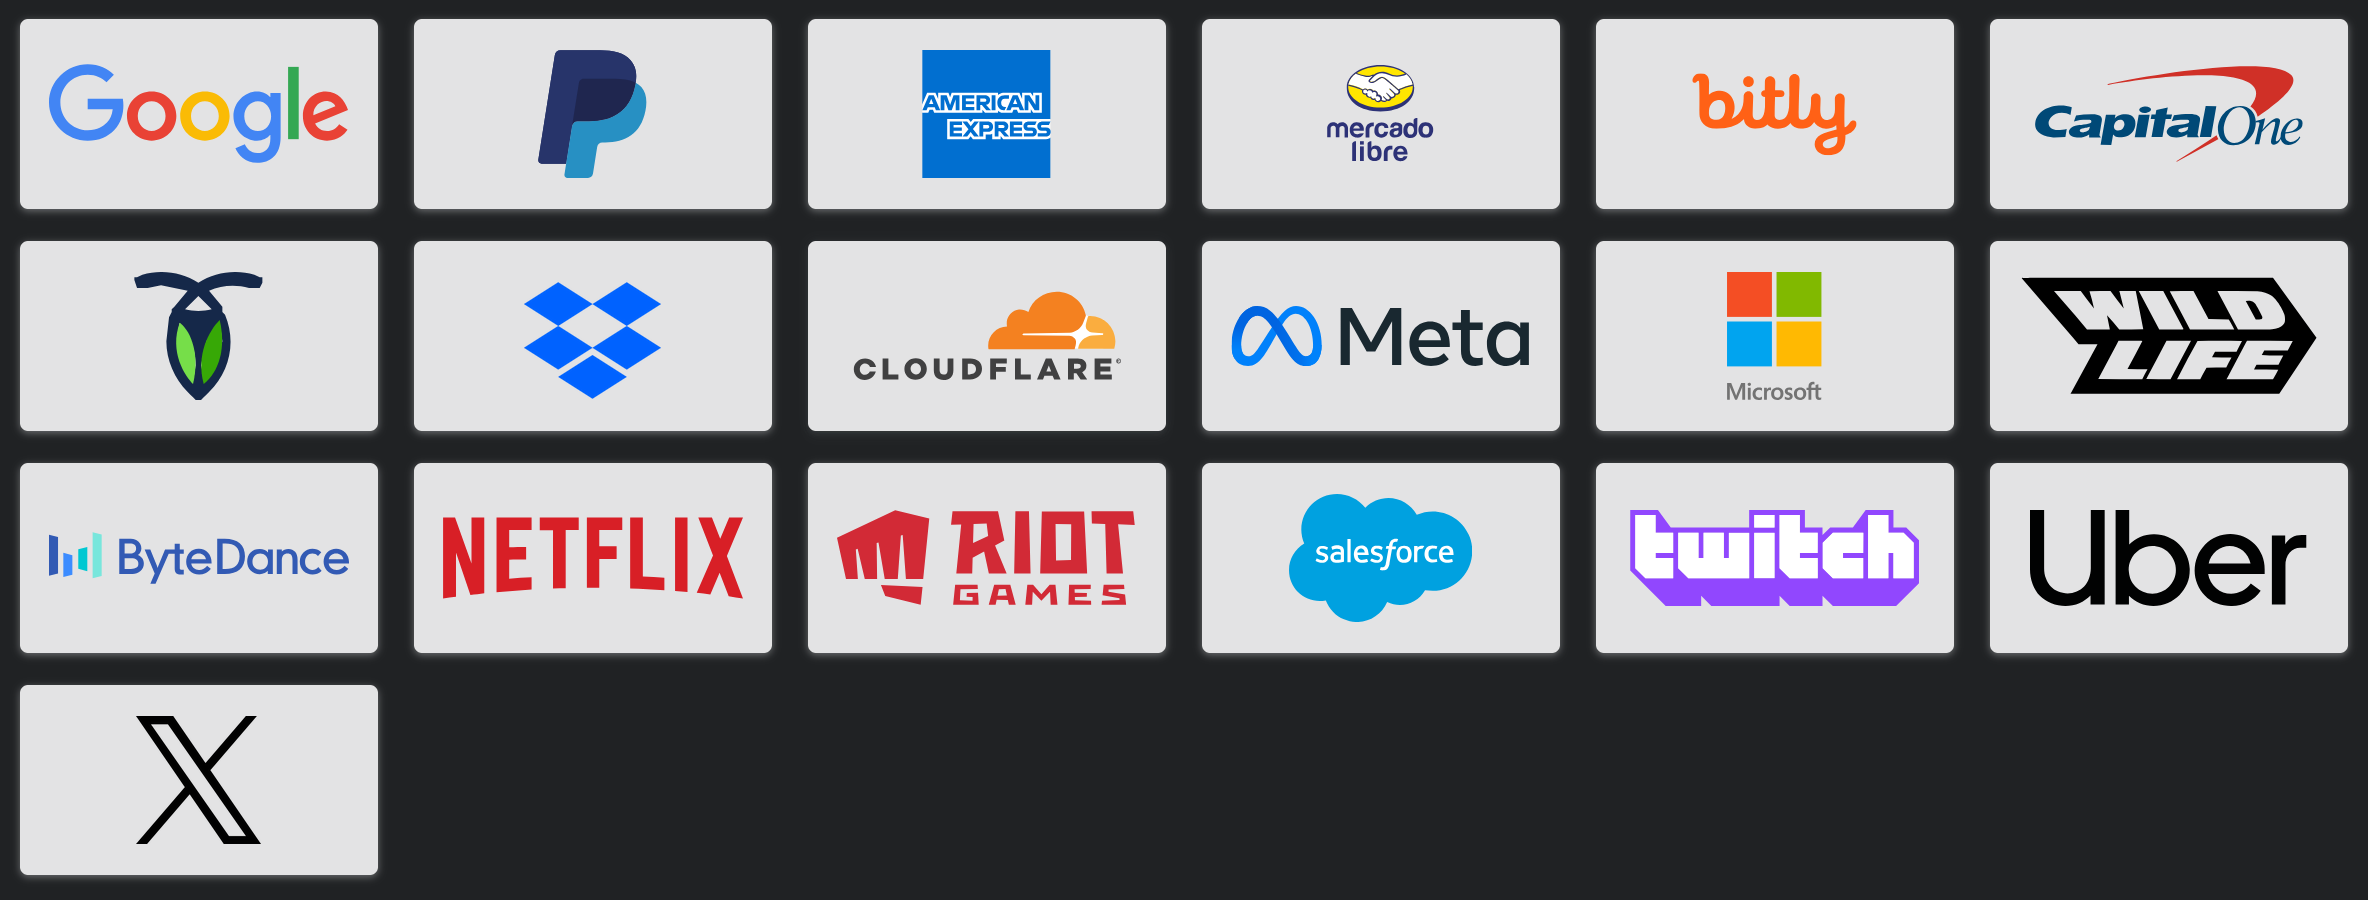 Google
AMERICAN
EXPRESS
mercado
libre
bitly
Capital One
CLOUDFLARE
Meta
Microsoft
WILD
LIFE
ByteDance
NETFLIX
RIOT
GAMES
salesforce
twitch
Uber
X